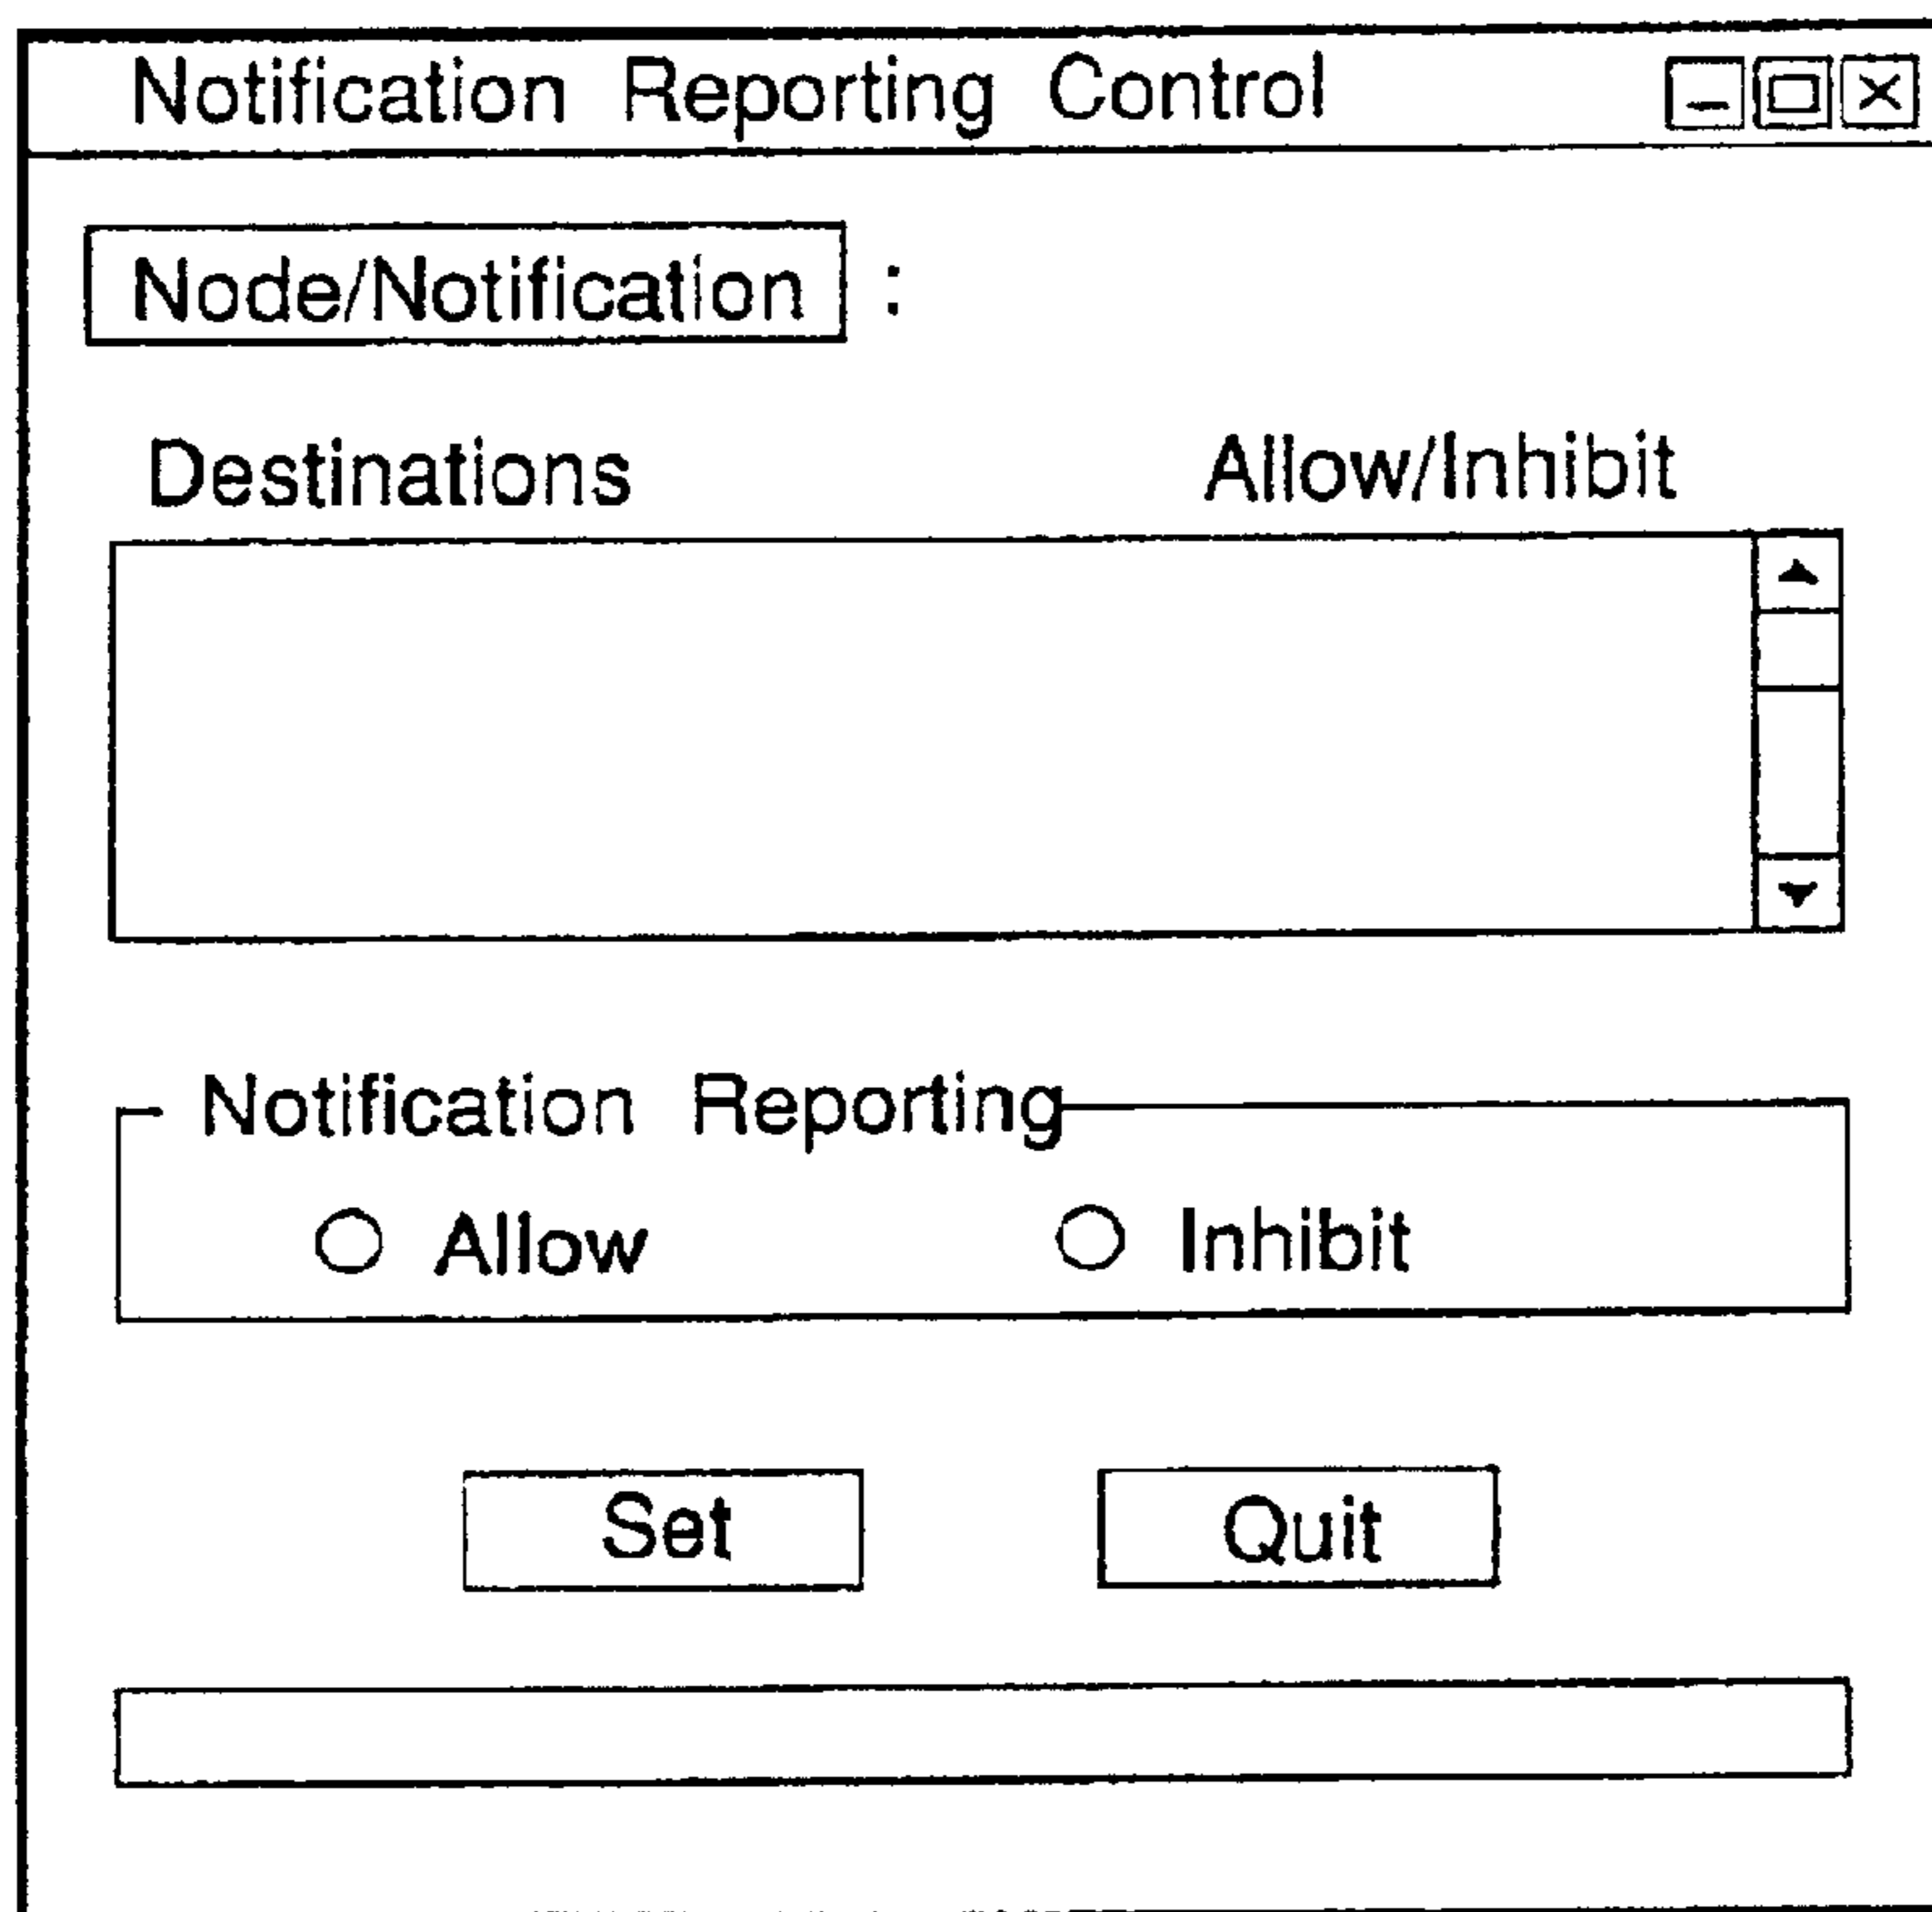 Notification Reporting Control
Node/Notification :
Destinations Allow/Inhibit
Notification Reporting
Allow Inhibit
Set Quit